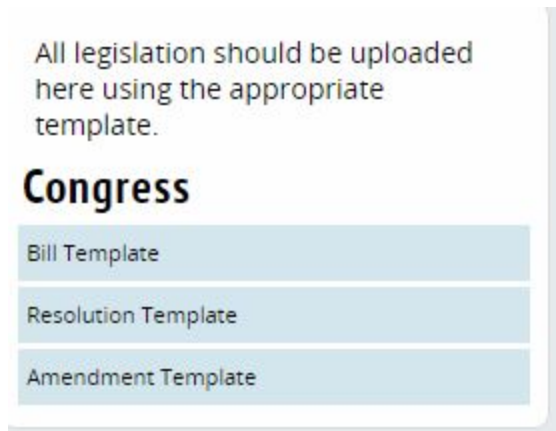 All legislation should be uploaded
here using the appropriate
template.
Congress
Bill Template
Resolution Template
Amendment Template